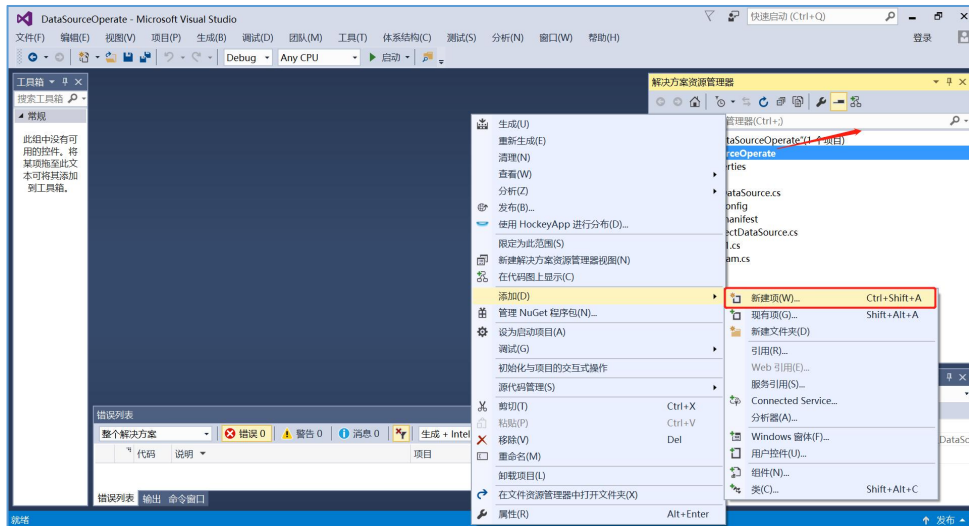 DataSourceOperate - Microsoft Visual Studio
快速启动 (Ctrl+Q)
文件(F) 编辑(E) 视图(V) 项目(P) 生成(B) 调试(D) 团队(M) 工具(T) 体系结构(C) 测试(S) 分析(N) 窗口(W) 帮助(H)
登录
Debug Any CPU 启动
工具箱
搜索工具箱
常规
此组中没有可
用的控件。将
某项拖至此文
本可将其添加
到工具箱。
解决方案资源管理器
管理器(Ctrl+;)
taSourceOperate"(1 个项目)
rceOperate
rties
ataSource.cs
onfig
anifest
ectDataSource.cs
1.cs
am.cs
生成(U)
重新生成(E)
清理(N)
查看(W)
分析(Z)
发布(B)...
使用 HockeyApp 进行分布(D)...
限定为此范围(S)
新建解决方案资源管理器视图(N)
在代码图上显示(C)
添加(D)
管理 NuGet 程序包(N)...
设为启动项目(A)
调试(G)
初始化与项目的交互式操作
源代码管理(S)
剪切(T) Ctrl+X
粘贴(P) Ctrl+V
移除(V) Del
重命名(M)
卸载项目(L)
在文件资源管理器中打开文件夹(X)
属性(R) Alt+Enter
新建项(W)... Ctrl+Shift+A
现有项(G)... Shift+Alt+A
新建文件夹(D)
引用(R)...
Web 引用(E)...
服务引用(S)...
Connected Service...
分析器(A)...
Windows 窗体(F)...
用户控件(U)...
组件(N)...
类(C)... Shift+Alt+C
DataSo
错误列表
整个解决方案 错误 0 警告 0 消息 0 生成 + Intel
代码 说明 项目
错误列表 输出 命令窗口
就绪
发布